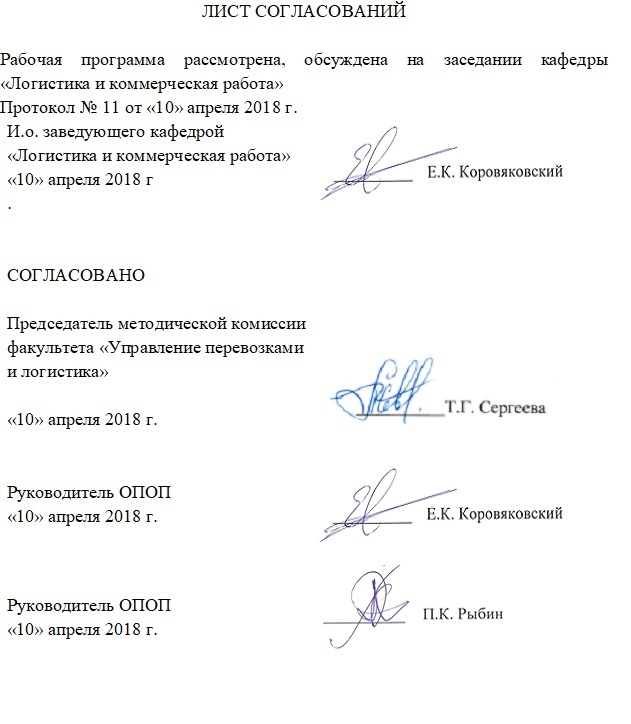 ЛИСТ СОГЛАСОВАНИЙ
Рабочая программа рассмотрена, обсуждена на заседании кафедры
«Логистика и коммерческая работа»
Протокол № 11 от «10» апреля 2018 г.
И.о. заведующего кафедрой
«Логистика и коммерческая работа»
«10» апреля 2018 г
Е.К. Коровяковский
.
СОГЛАСОВАНО
Председатель методической комиссии
факультета «Управление перевозками
и логистика»
Т.Г. Сергеева
«10» апреля 2018 г.
Руководитель ОПОП
«10» апреля 2018 г.
Е.К. Коровяковский
Руководитель ОПОП
«10» апреля 2018 г.
П.К. Рыбин